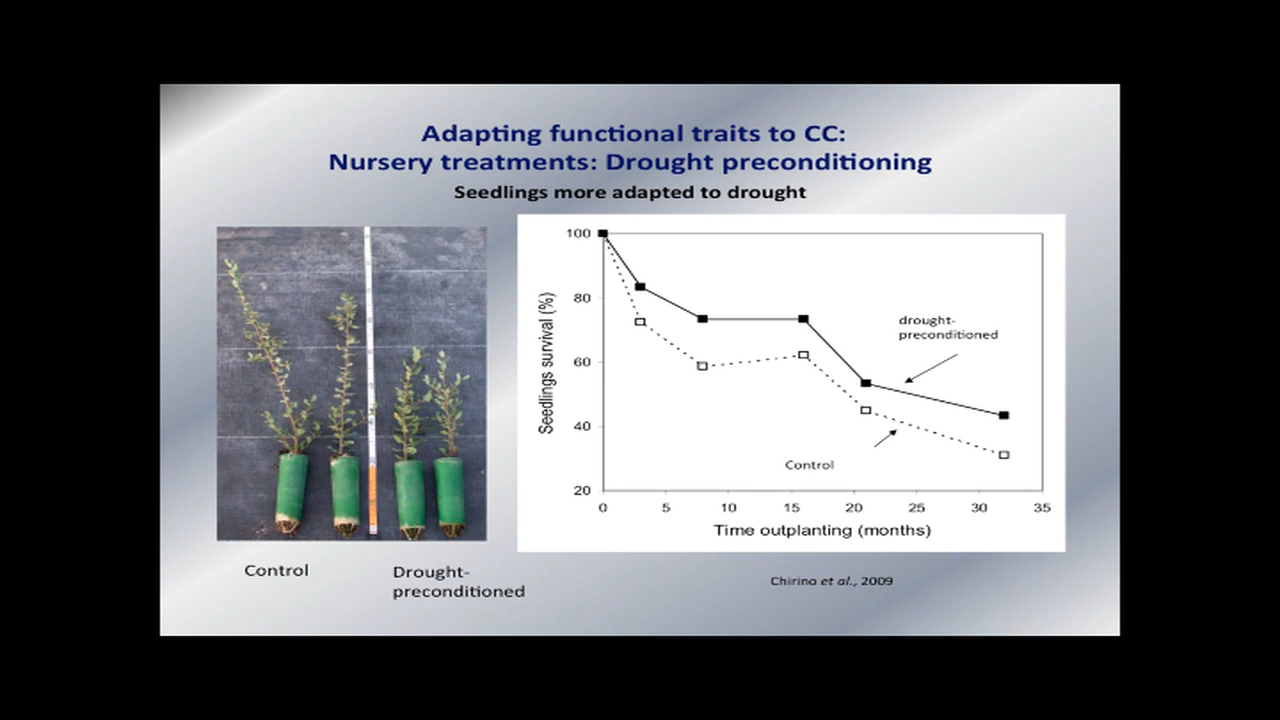 Adapting functional traits to CC:
Nursery treatments: Drought preconditioning
Seedlings more adapted to drought
100
80
60
40
20
Seedlings survival (%)
drought-
preconditioned
Control
0 5 10 15 20 25 30 35
Time outplanting (months)
Control
Drought-
preconditioned
Chirino et al., 2009